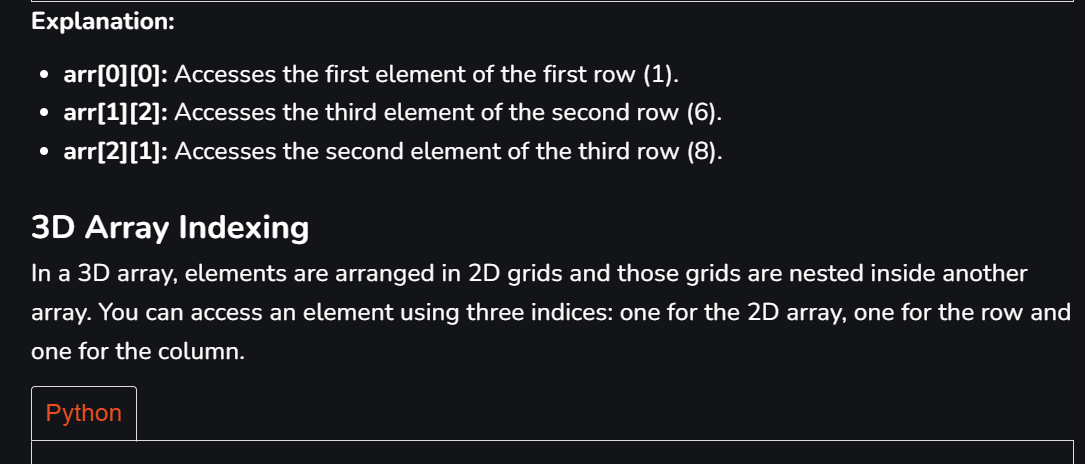 Explanation:
• arr[0][0]: Accesses the first element of the first row (1).
• arr[1][2]: Accesses the third element of the second row (6).
• arr[2][1]: Accesses the second element of the third row (8).
3D Array Indexing
In a 3D array, elements are arranged in 2D grids and those grids are nested inside another
array. You can access an element using three indices: one for the 2D array, one for the row and
one for the column.
Python